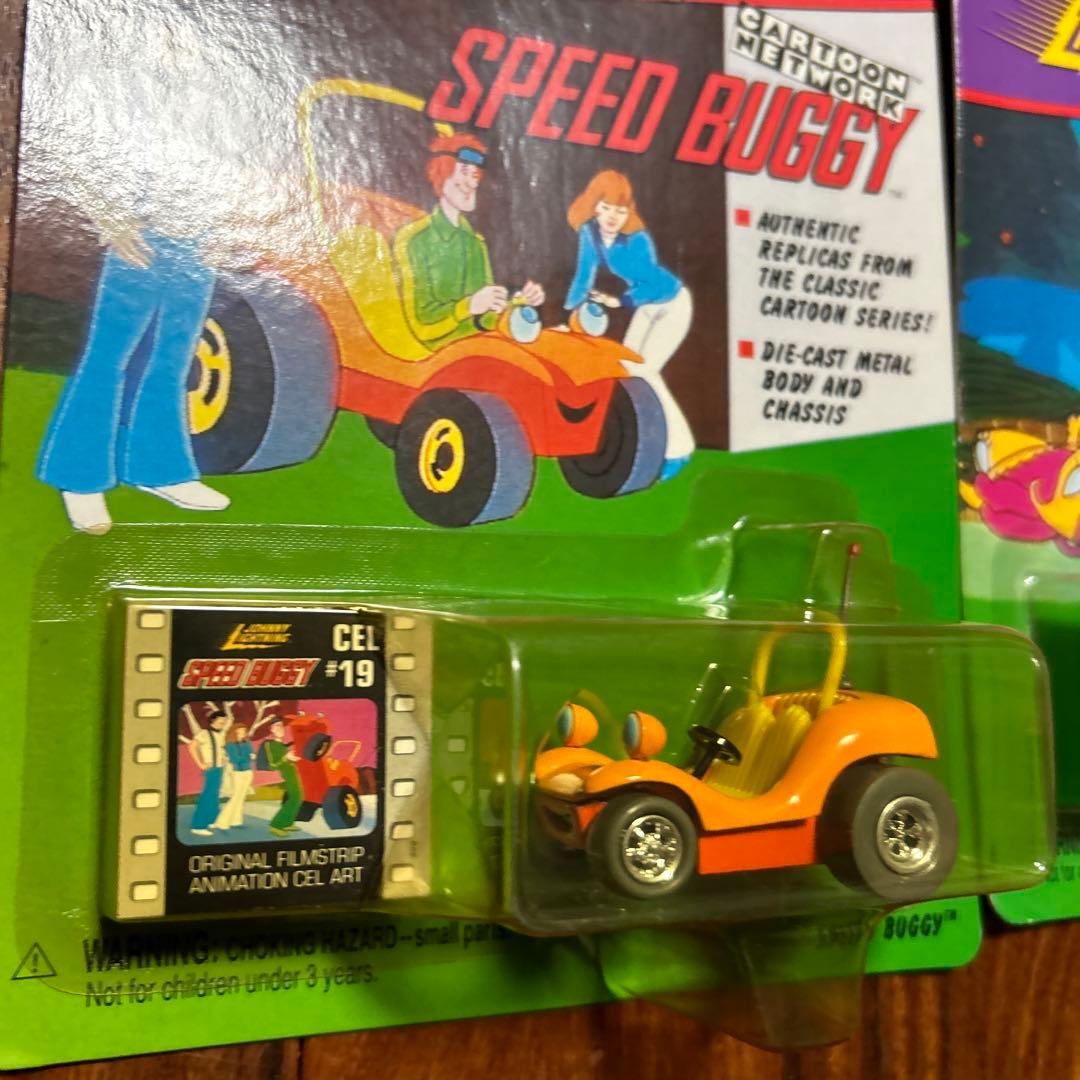 CARTOON
NETWORK
SPEED BUGGY™
AUTHENTIC
REPLICAS FROM
THE CLASSIC
CARTOON SERIES!
DIE-CAST METAL
BODY AND
CHASSIS
JOHNNY
LIGHTNING
CEL
SPEED BUGGY #19
ORIGINAL FILMSTRIP
ANIMATION CEL ART
WARNING: CHOKING HAZARD--small parts
Not for children under 3 years.
BUGGY™